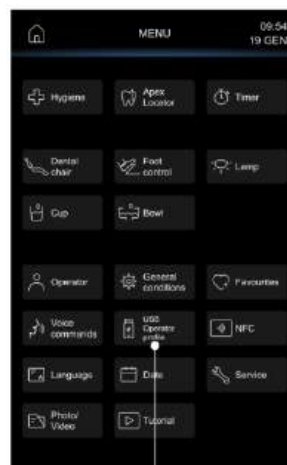 MENU
09:54
19 GEN
Hygiene
Apex
Locator
Timer
Dental
chair
Foot
control
Lamp
Cup
Bowl
Operator
General
conditions
Favourites
Voice
commands
USB
Operator
profile
NFC
Language
Date
Service
Photo/
Video
Tutorial